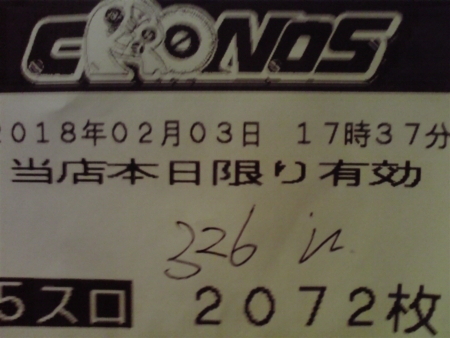 CRONOS
2018年02月03日 17時37分
当店本日限り有効
326 in
5スロ 2072枚